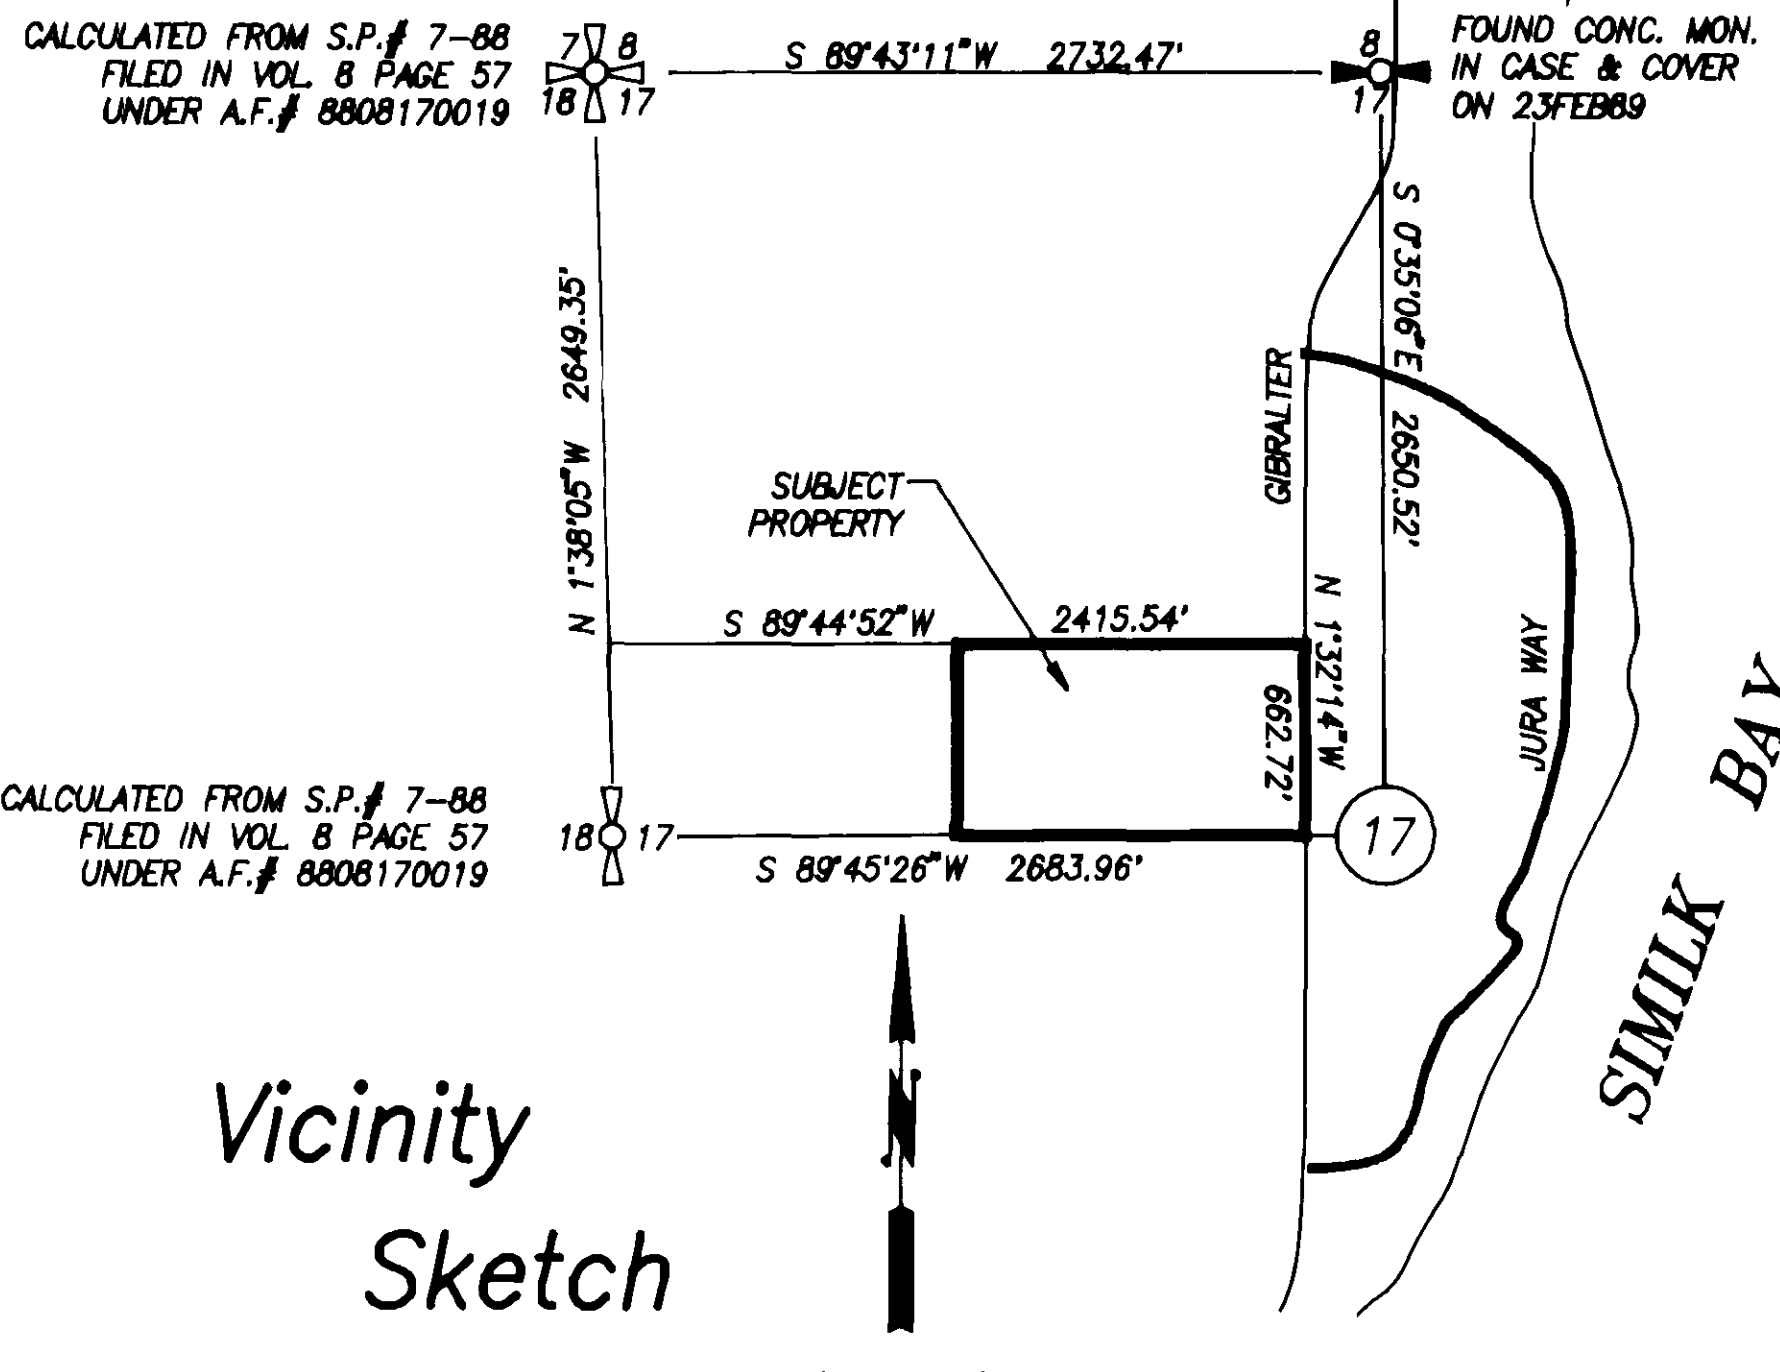 CALCULATED FROM S.P.# 7-88
FILED IN VOL. 8 PAGE 57
UNDER A.F.# 8808170019
7 8
18 17
S 89°43'11"W 2732.47'
8
17
FOUND CONC. MON.
IN CASE & COVER
ON 23FEB89
N 1°38'05"W 2649.35'
S 0°35'06"E 2650.52'
GIBRALTER
SUBJECT
PROPERTY
S 89°44'52"W 2415.54'
N 1°32'14"W
662.72'
JURA WAY
SIMILK BAY
CALCULATED FROM S.P.# 7-88
FILED IN VOL. 8 PAGE 57
UNDER A.F.# 8808170019
18 17
17
S 89°45'26"W 2683.96'
N
Vicinity
Sketch